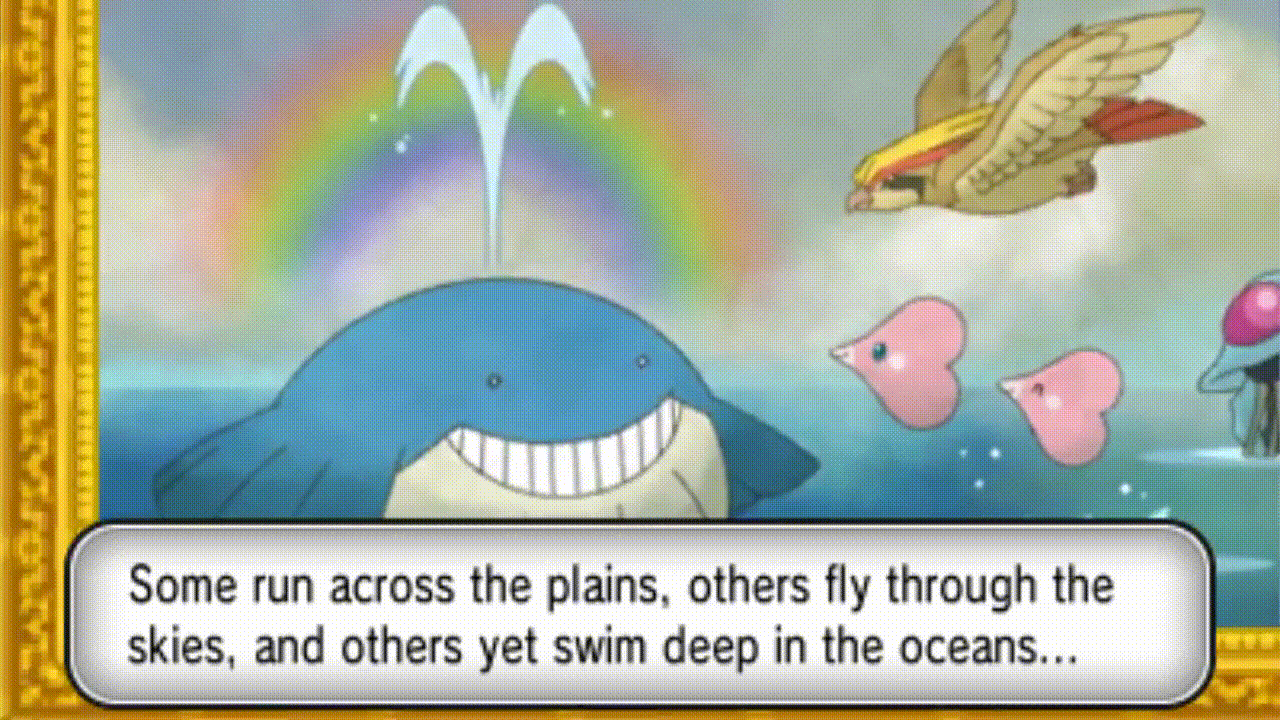 Some run across the plains, others fly through the
skies, and others yet swim deep in the oceans...